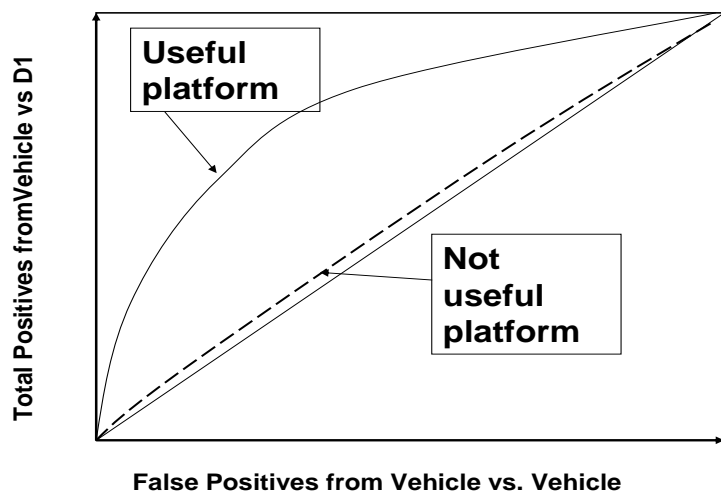 Useful
platform
Not
useful
platform
Total Positives fromVehicle vs D1
False Positives from Vehicle vs. Vehicle